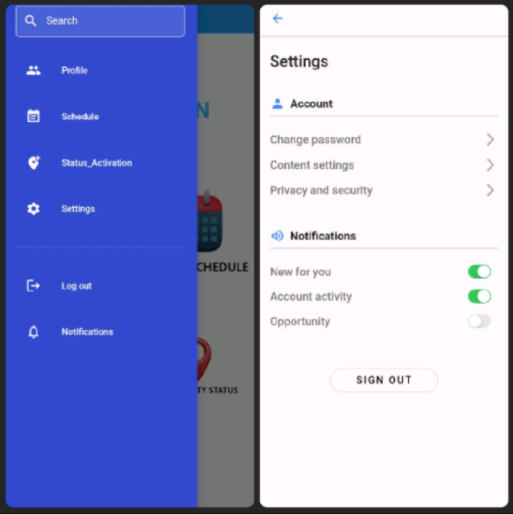 Search
Profile
Schedule
Status_Activation
Settings
Log out
Notifications
N
CHEDULE
TY STATUS
Settings
Account
Change password
Content settings
Privacy and security
Notifications
New for you
Account activity
Opportunity
SIGN OUT